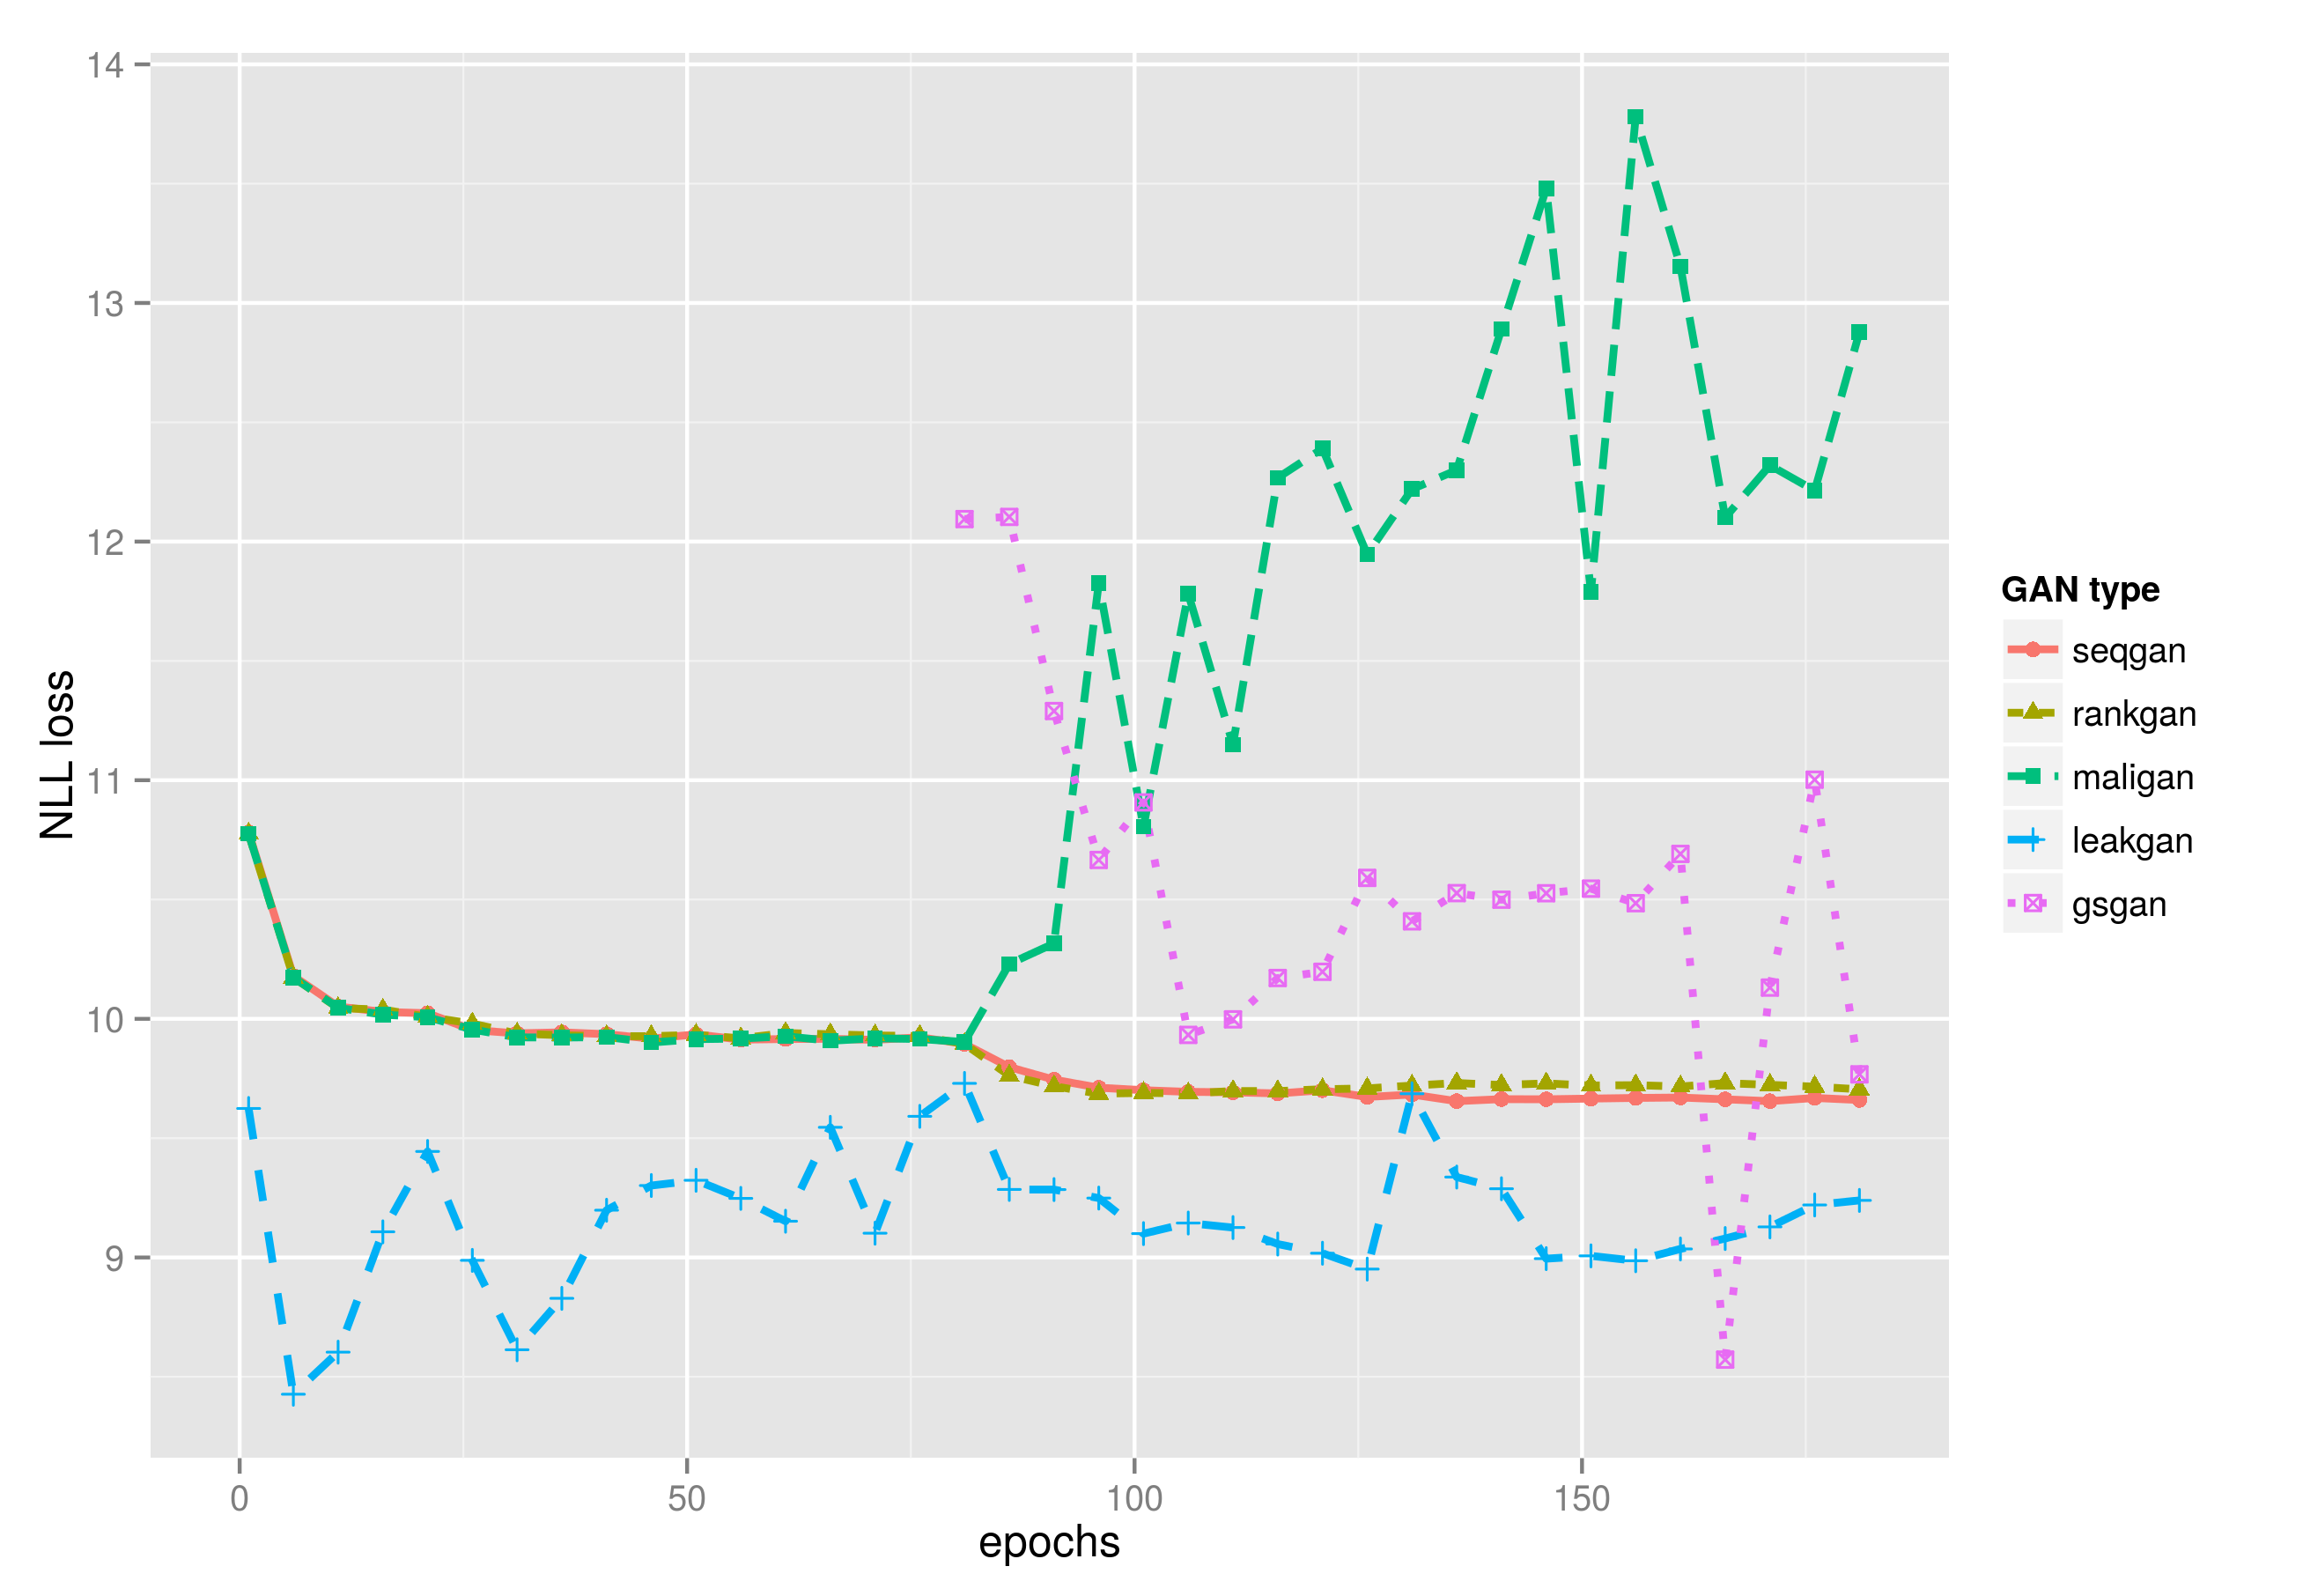 14
13
12
11
10
9
NLL loss
0
50
100
150
epochs
GAN type
seqgan
rankgan
maligan
leakgan
gsgan